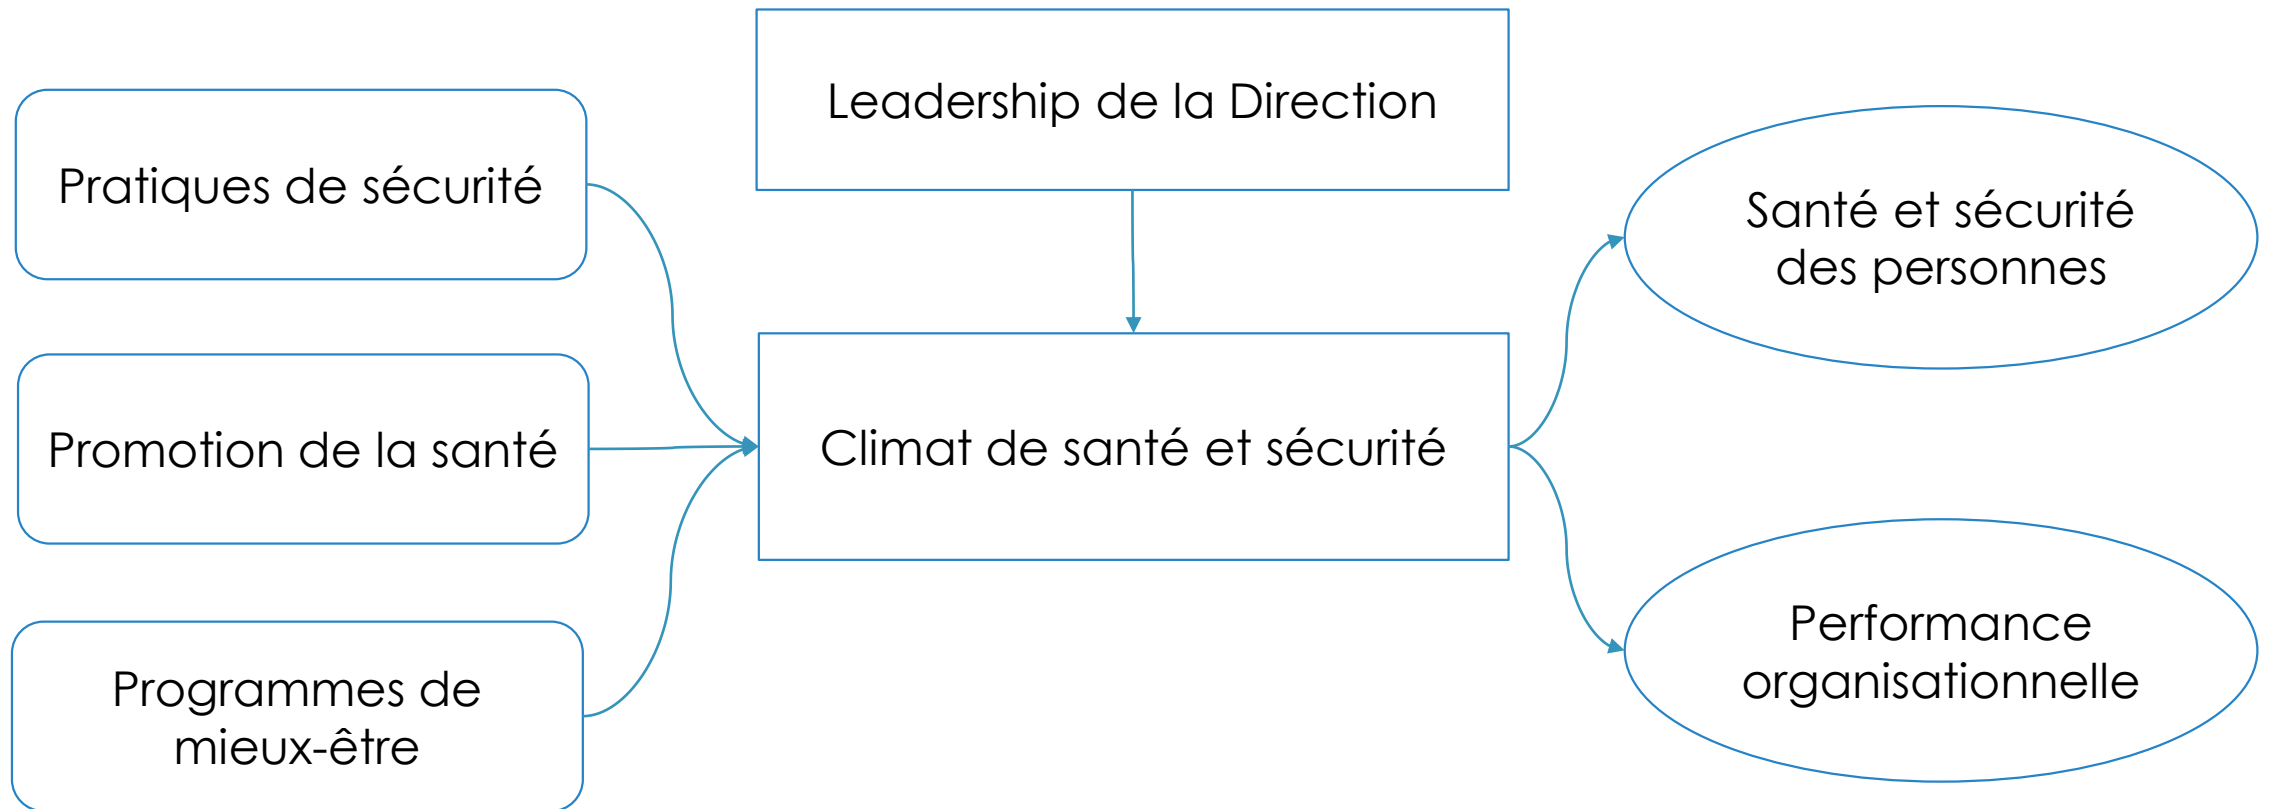 Leadership de la Direction
Pratiques de sécurité
Santé et sécurité
des personnes
Promotion de la santé
Climat de santé et sécurité
Programmes de
mieux-être
Performance
organisationnelle